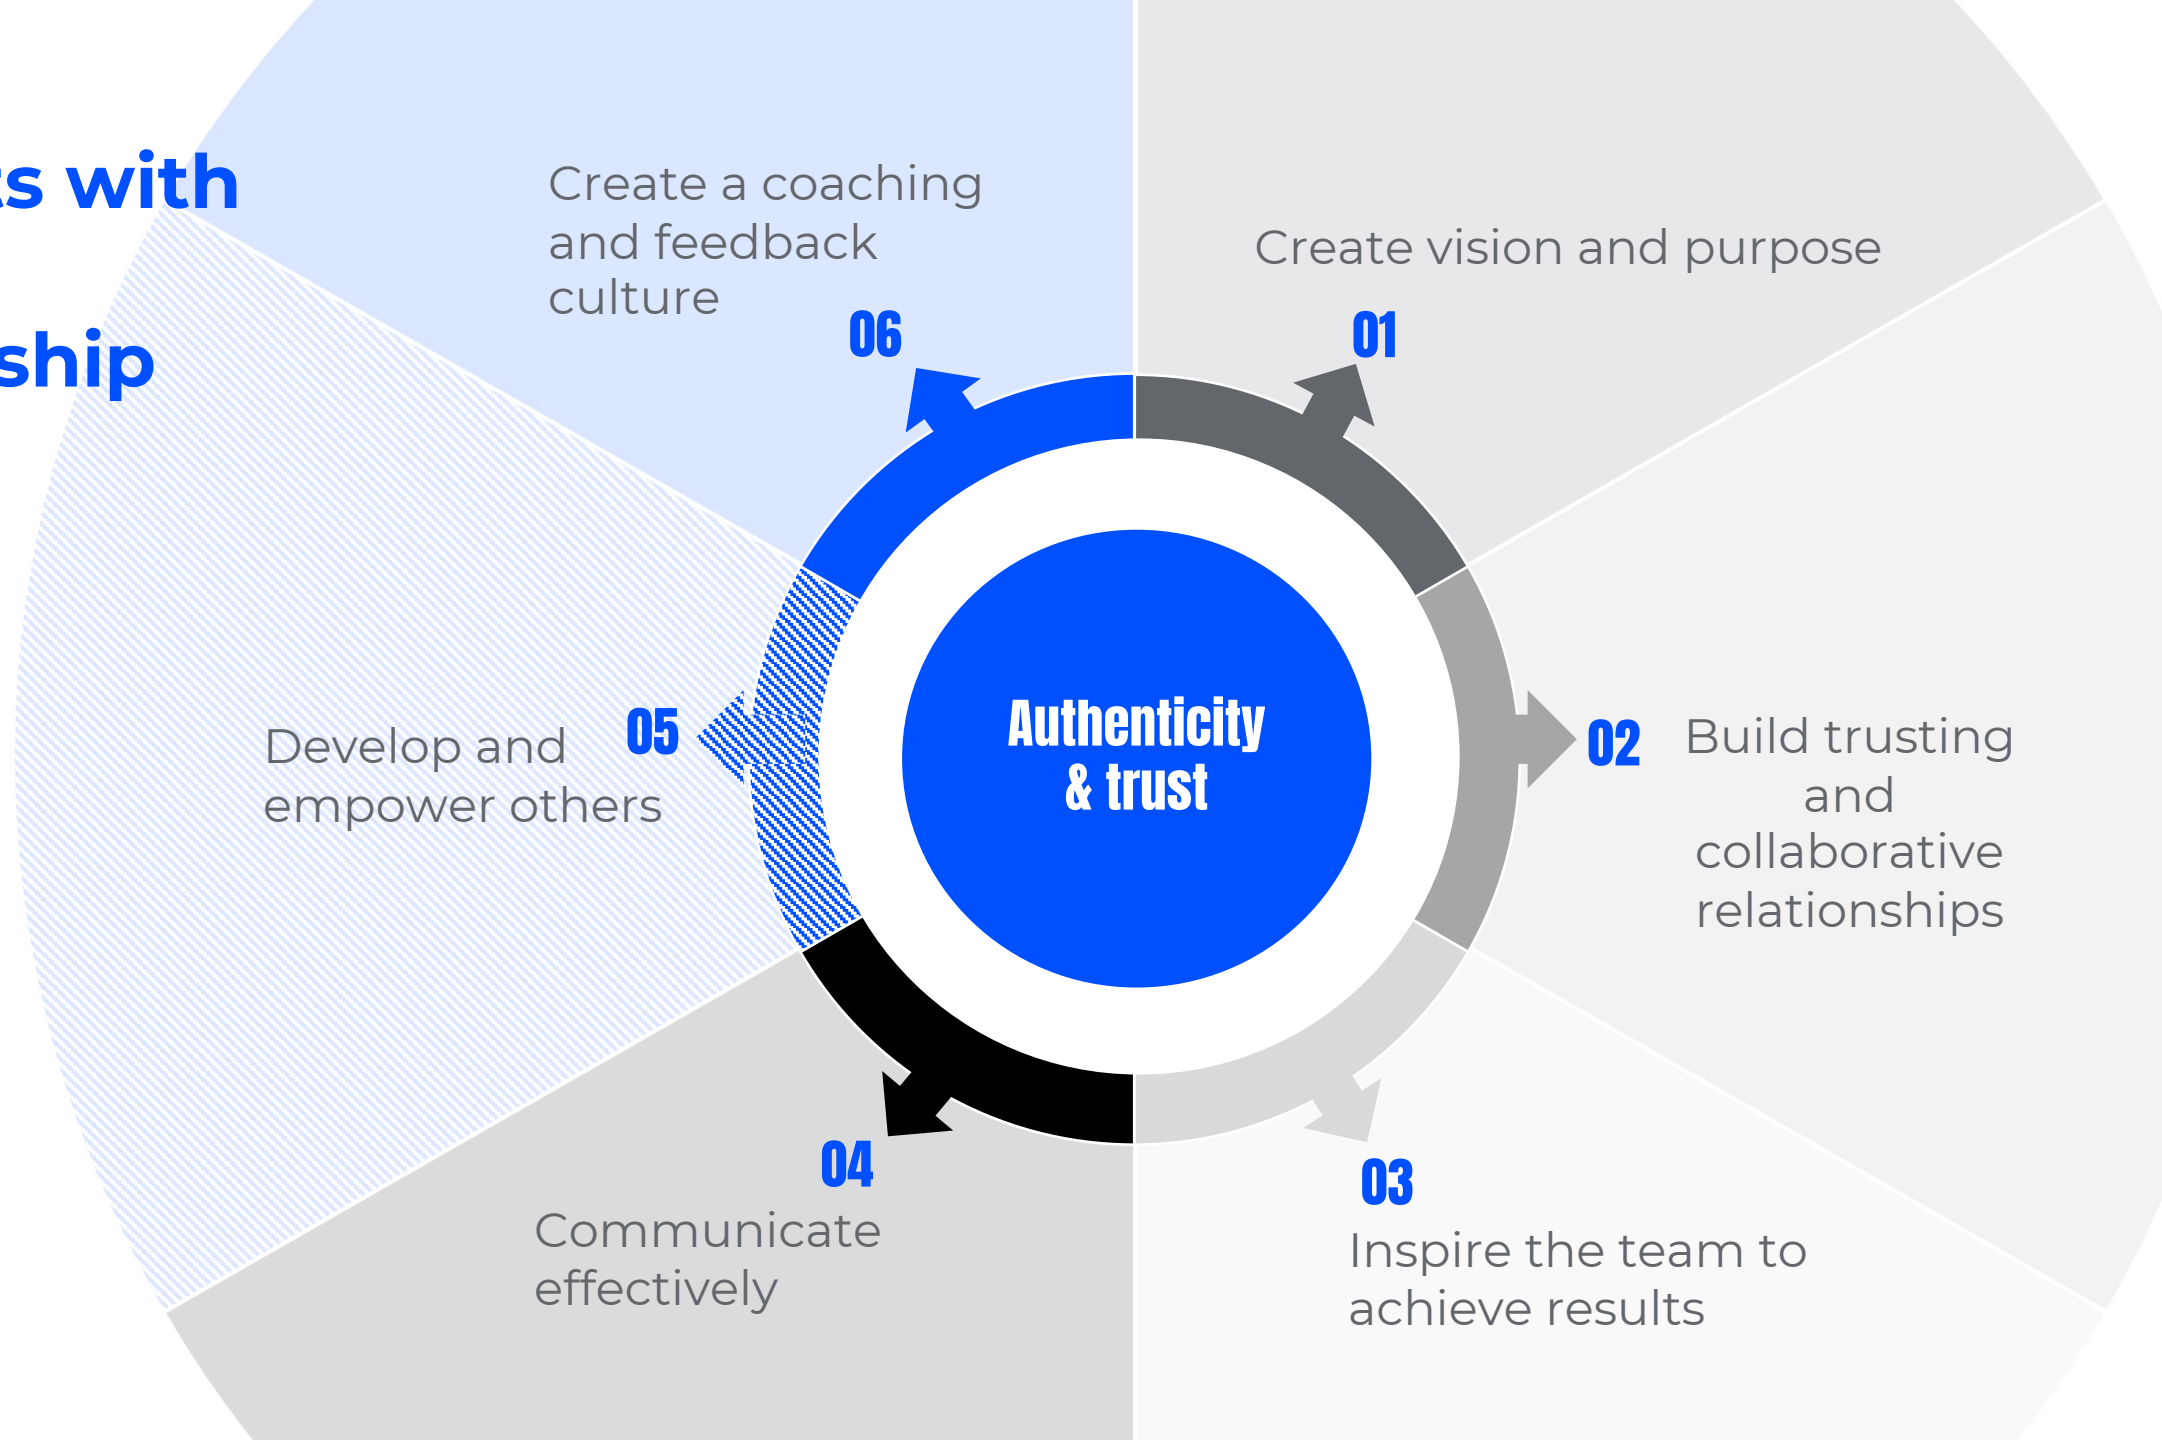 with
ship
Create a coaching
and feedback
culture
06
Create vision and purpose
01
Authenticity
& trust
02
Build trusting
and
collaborative
relationships
03
Inspire the team to
achieve results
04
Communicate
effectively
05
Develop and
empower others